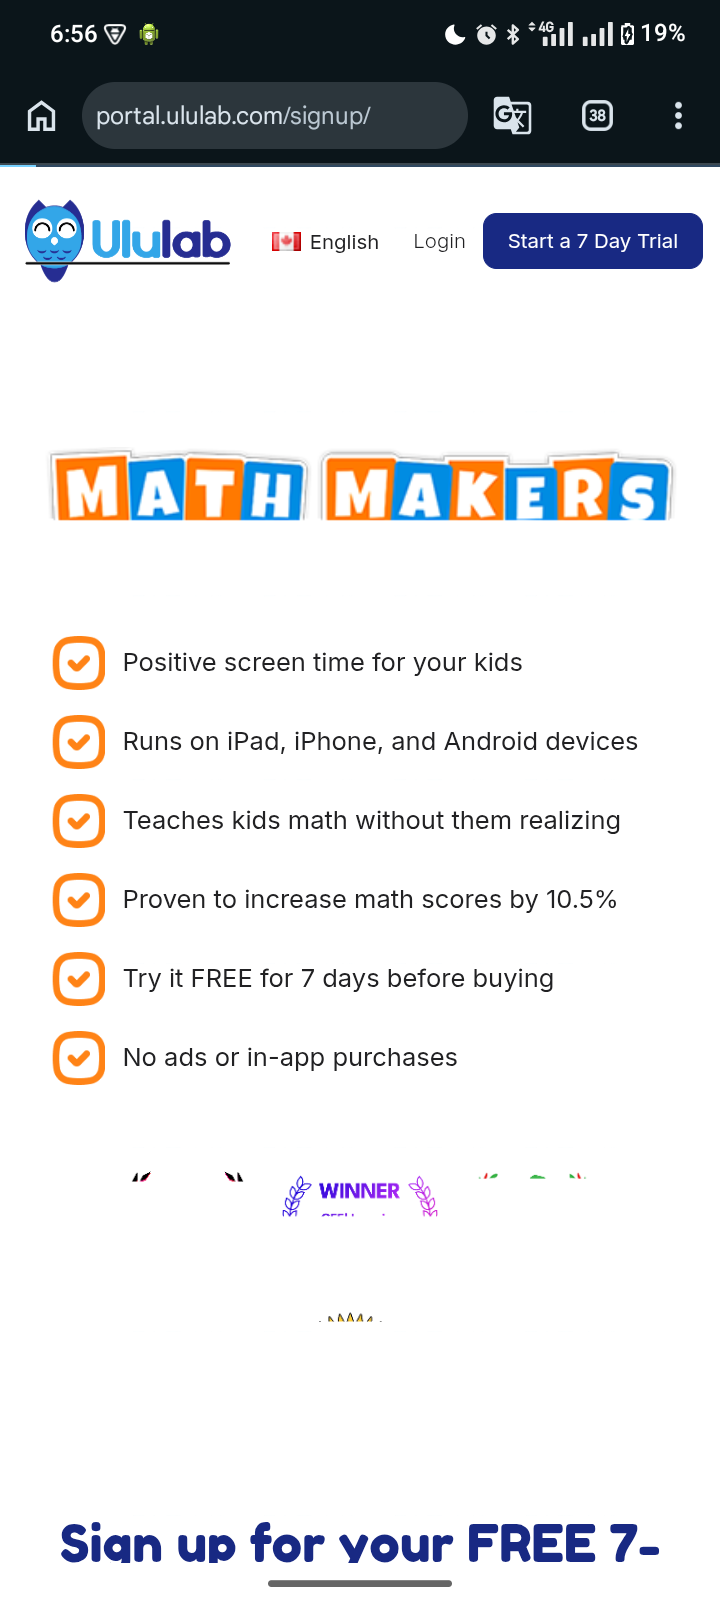 6:56 4G 19%
portal.ululab.com/signup/ 38
Ululab English Login Start a 7 Day Trial
MATH MAKERS
Positive screen time for your kids
Runs on iPad, iPhone, and Android devices
Teaches kids math without them realizing
Proven to increase math scores by 10.5%
Try it FREE for 7 days before buying
No ads or in-app purchases
WINNER
Sign up for your FREE 7-